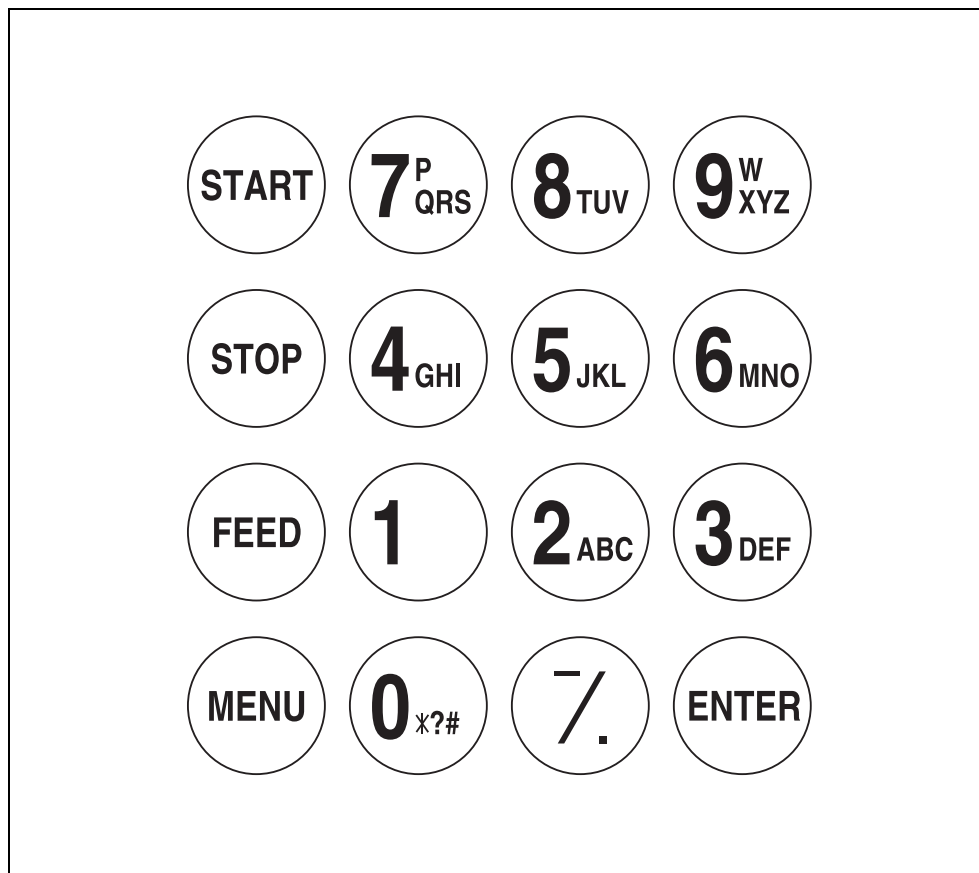 START 7 P QRS 8 TUV 9 W XYZ
STOP 4 GHI 5 JKL 6 MNO
FEED 1 2 ABC 3 DEF
MENU 0 *?# −/. ENTER